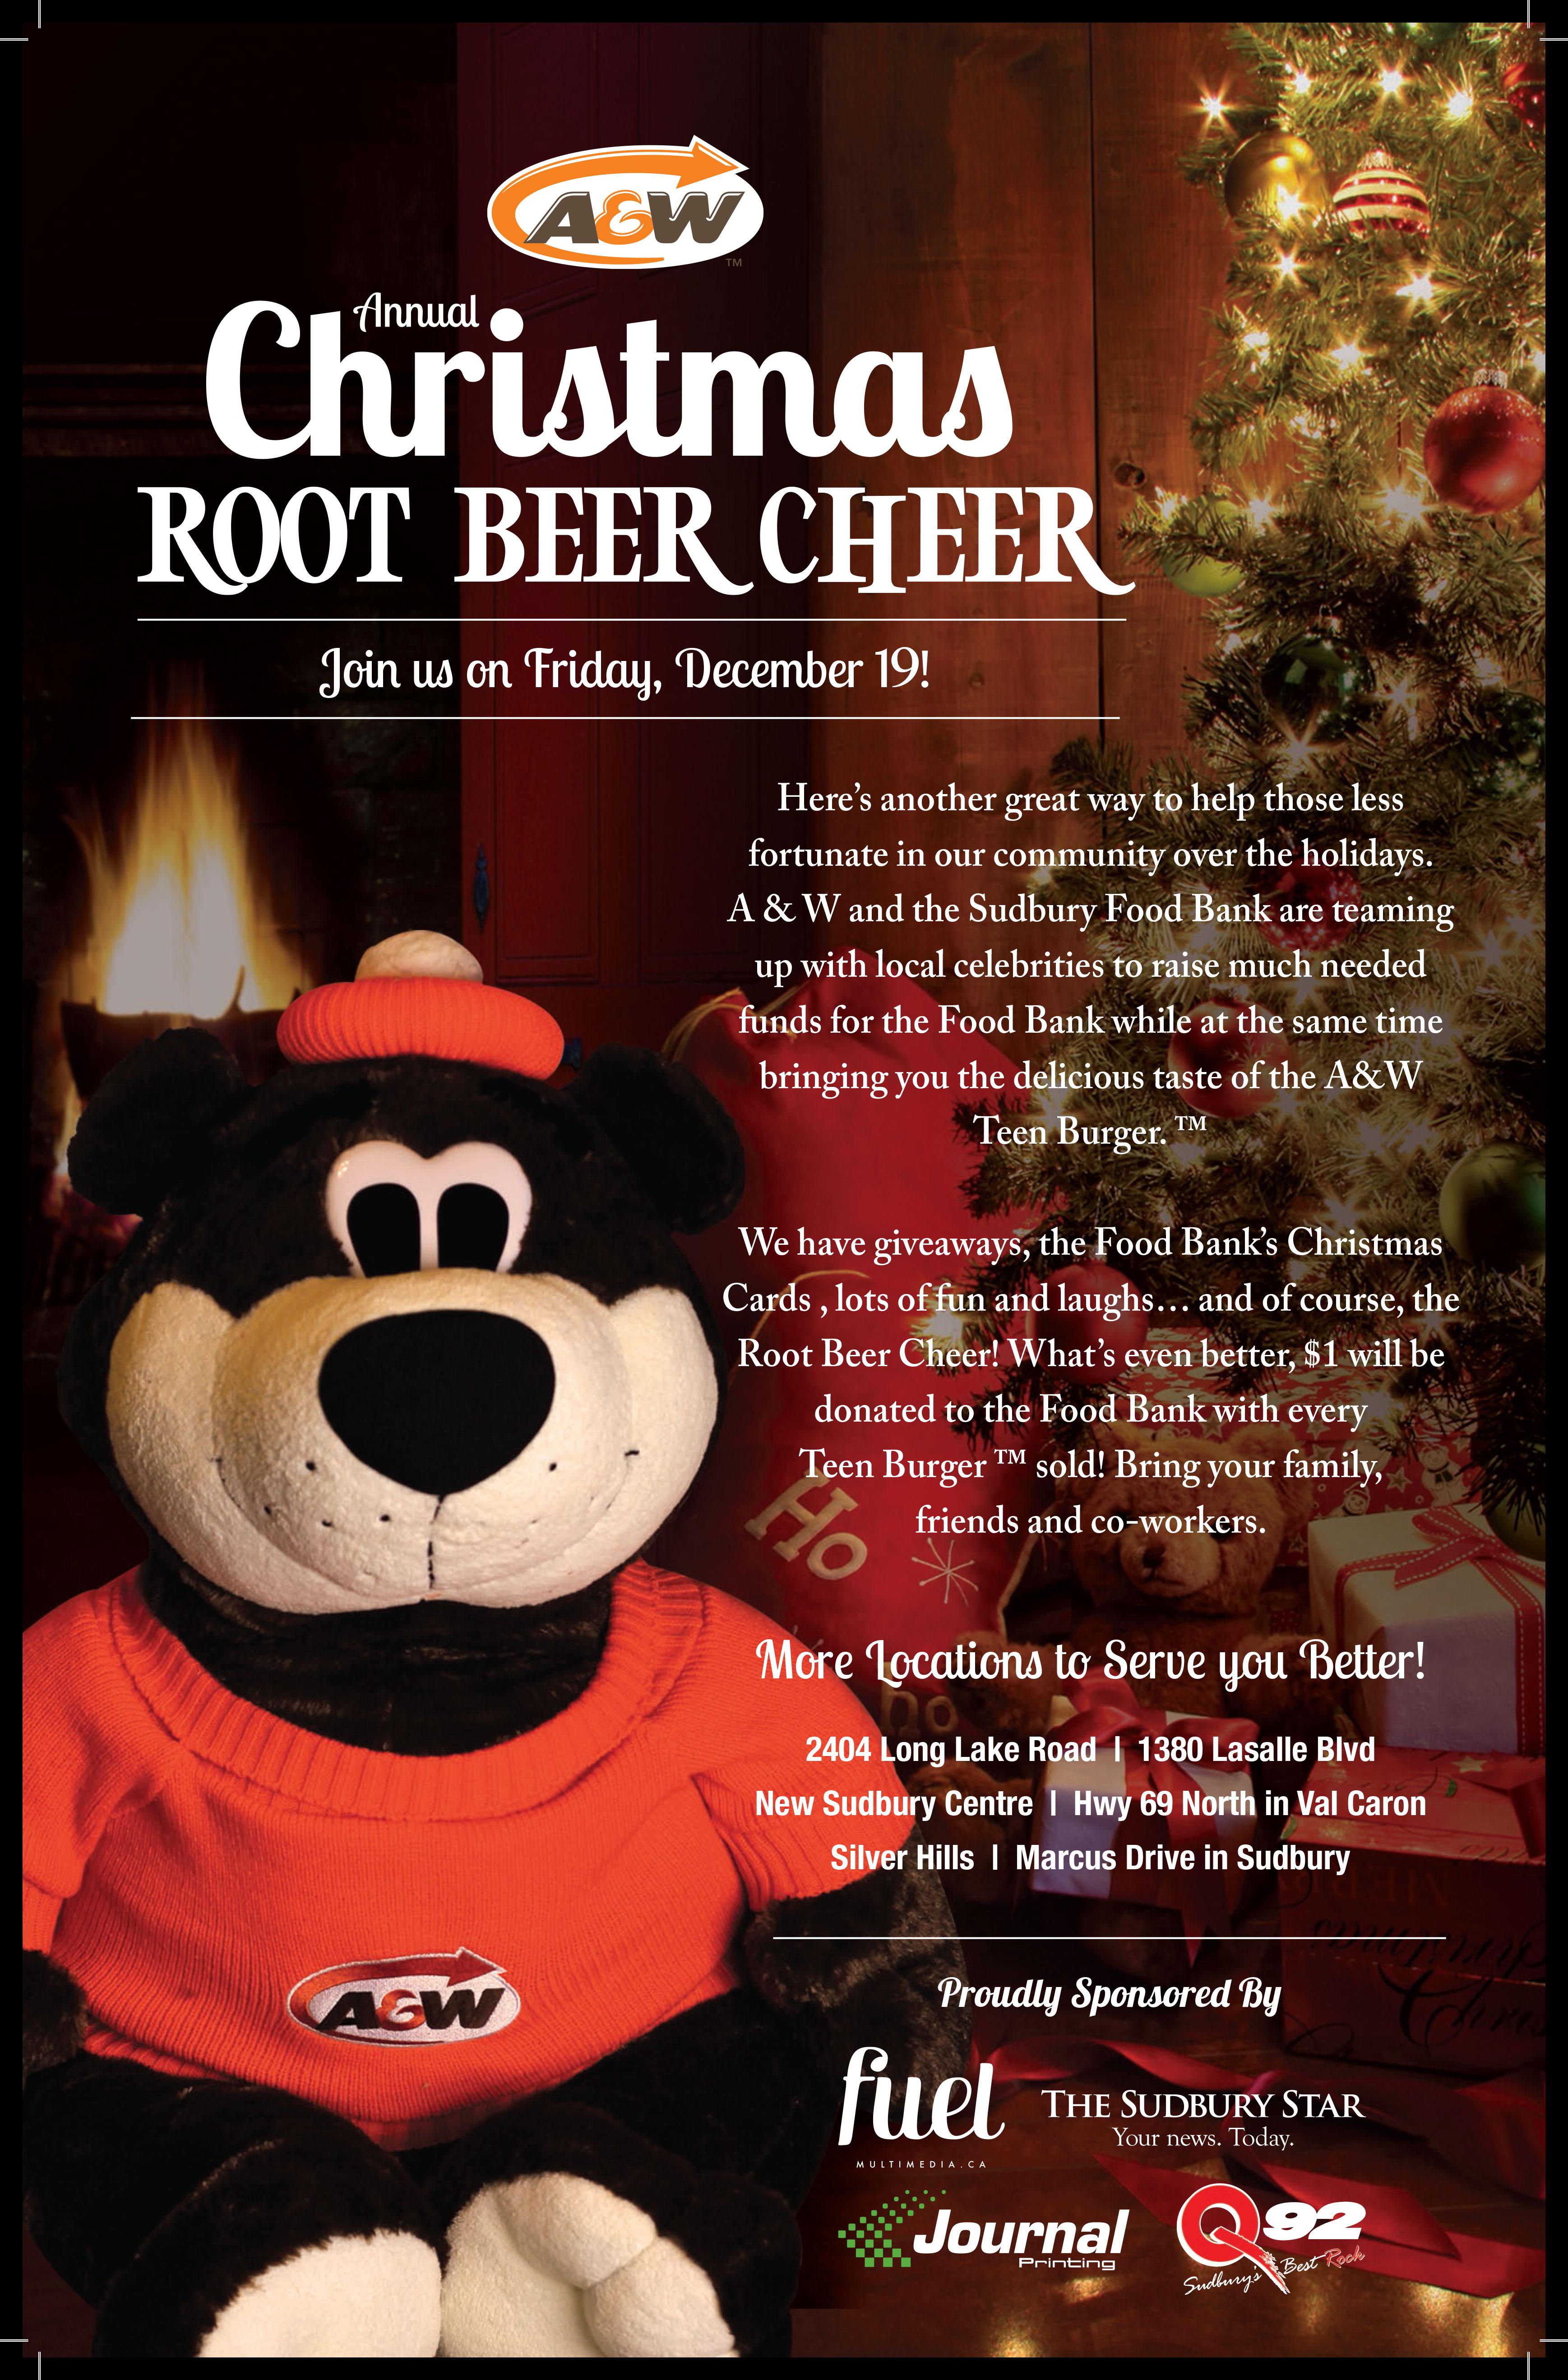 A&W
TM
Annual
Christmas
ROOT BEER CHEER
Join us on Friday, December 19!
Here's another great way to help those less
fortunate in our community over the holidays.
A & W and the Sudbury Food Bank are teaming
up with local celebrities to raise much needed
funds for the Food Bank while at the same time
bringing you the delicious taste of the A&W
Teen Burger. ™
We have giveaways, the Food Bank's Christmas
Cards , lots of fun and laughs… and of course, the
Root Beer Cheer! What's even better, $1 will be
donated to the Food Bank with every
Teen Burger ™ sold! Bring your family,
friends and co-workers.
Ho
ho
More Locations to Serve you Better!
2404 Long Lake Road | 1380 Lasalle Blvd
New Sudbury Centre | Hwy 69 North in Val Caron
Silver Hills | Marcus Drive in Sudbury
A&W
Proudly Sponsored By
fuel
MULTIMEDIA.CA
THE SUDBURY STAR
Your news. Today.
Journal
Printing
Q92
Sudbury's Best Rock